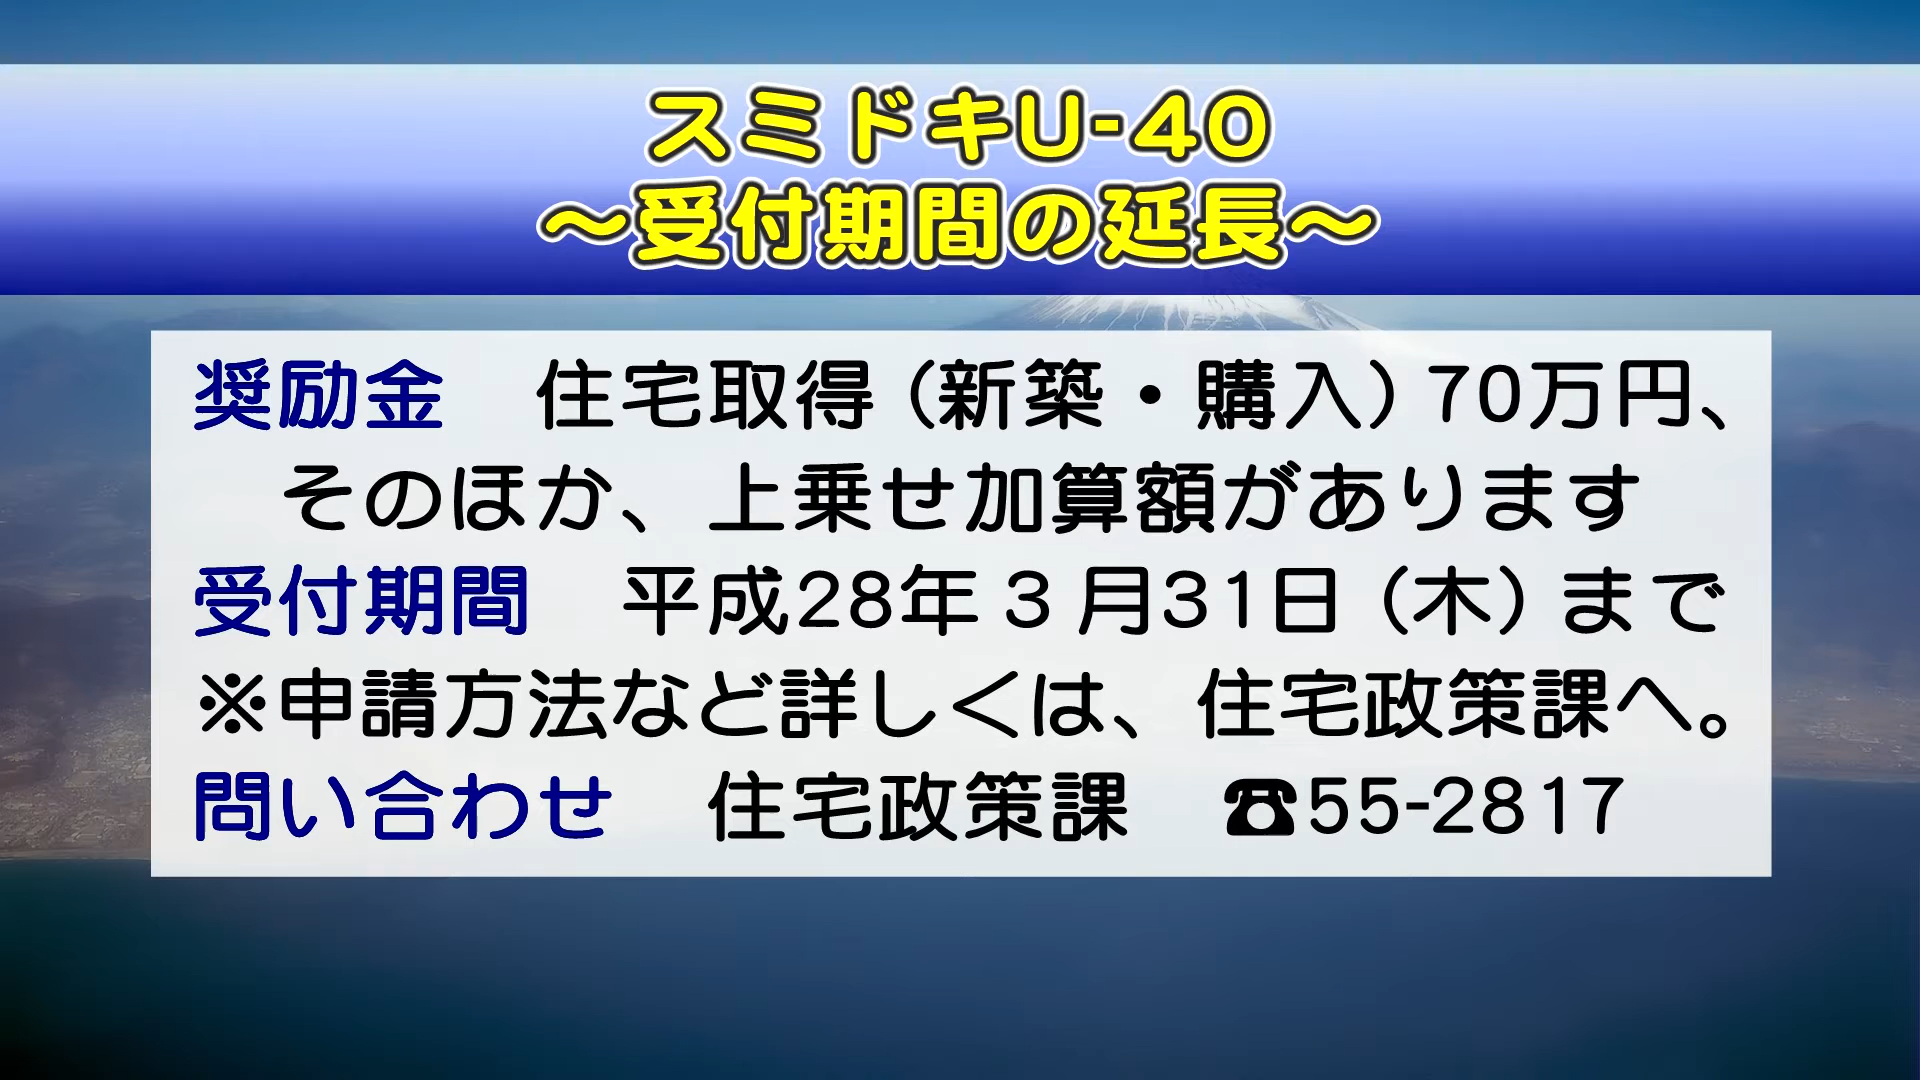 スミドキU-40
～受付期間の延長～
奨励金　住宅取得（新築・購入）70万円、
そのほか、上乗せ加算額があります
受付期間　平成28年３月31日（木）まで
※申請方法など詳しくは、住宅政策課へ。
問い合わせ　住宅政策課　☎55-2817